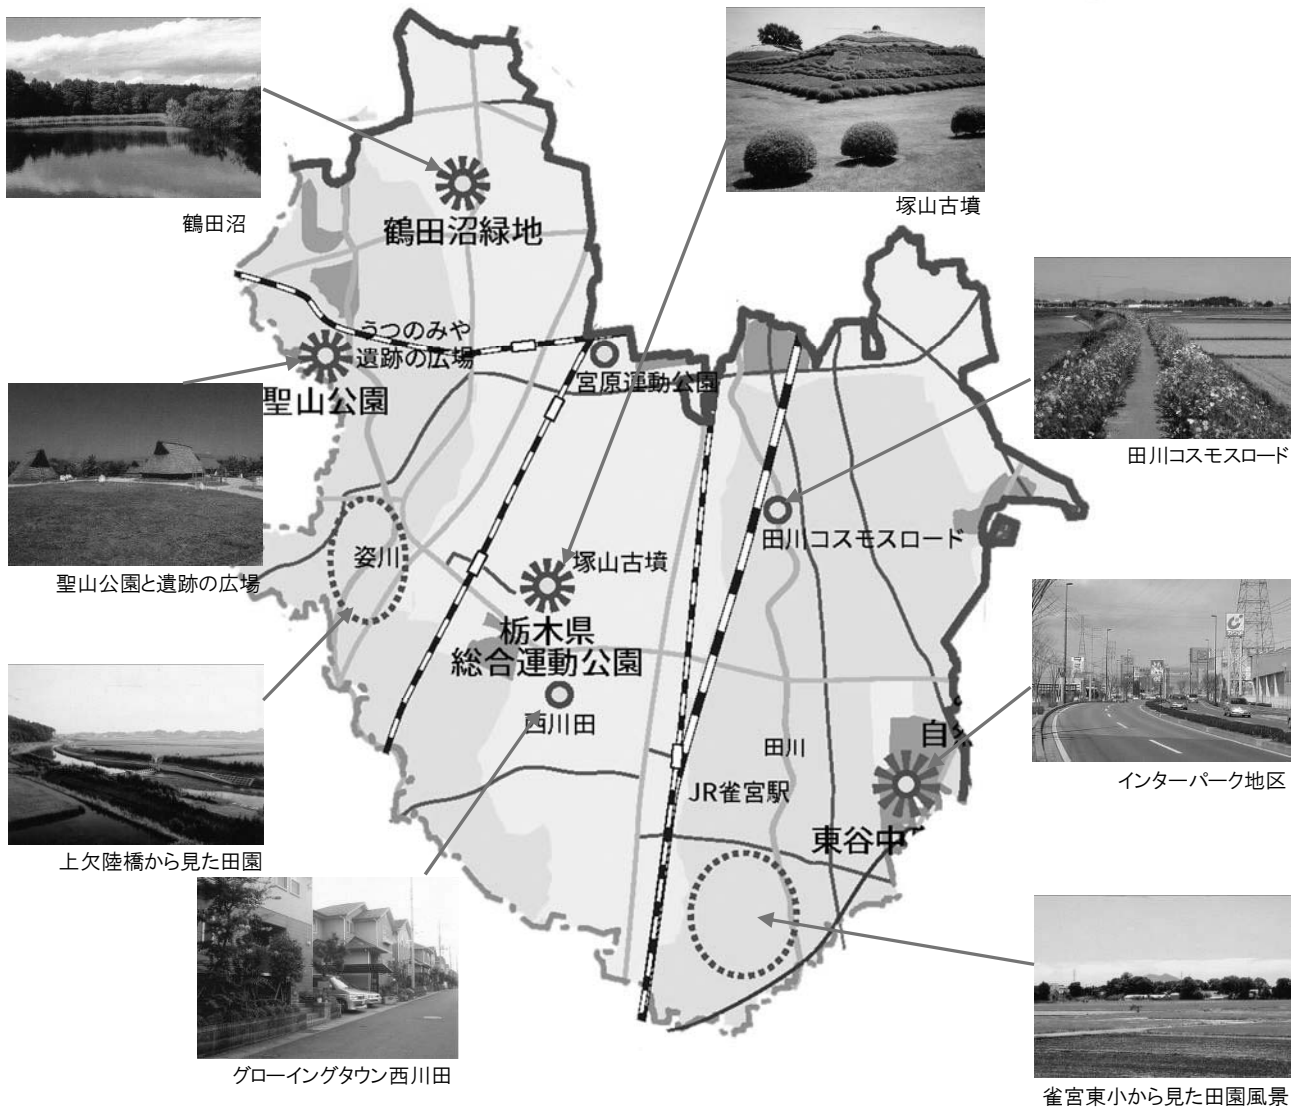 鶴田沼
塚山古墳
鶴田沼緑地
うつのみや
遺跡の広場
聖山公園
宮原運動公園
田川コスモスロード
田川コスモスロード
聖山公園と遺跡の広場
姿川
塚山古墳
栃木県
総合運動公園
西川田
田川
自然
JR雀宮駅
東谷中
インターパーク地区
上欠陸橋から見た田園
グローイングタウン西川田
雀宮東小から見た田園風景